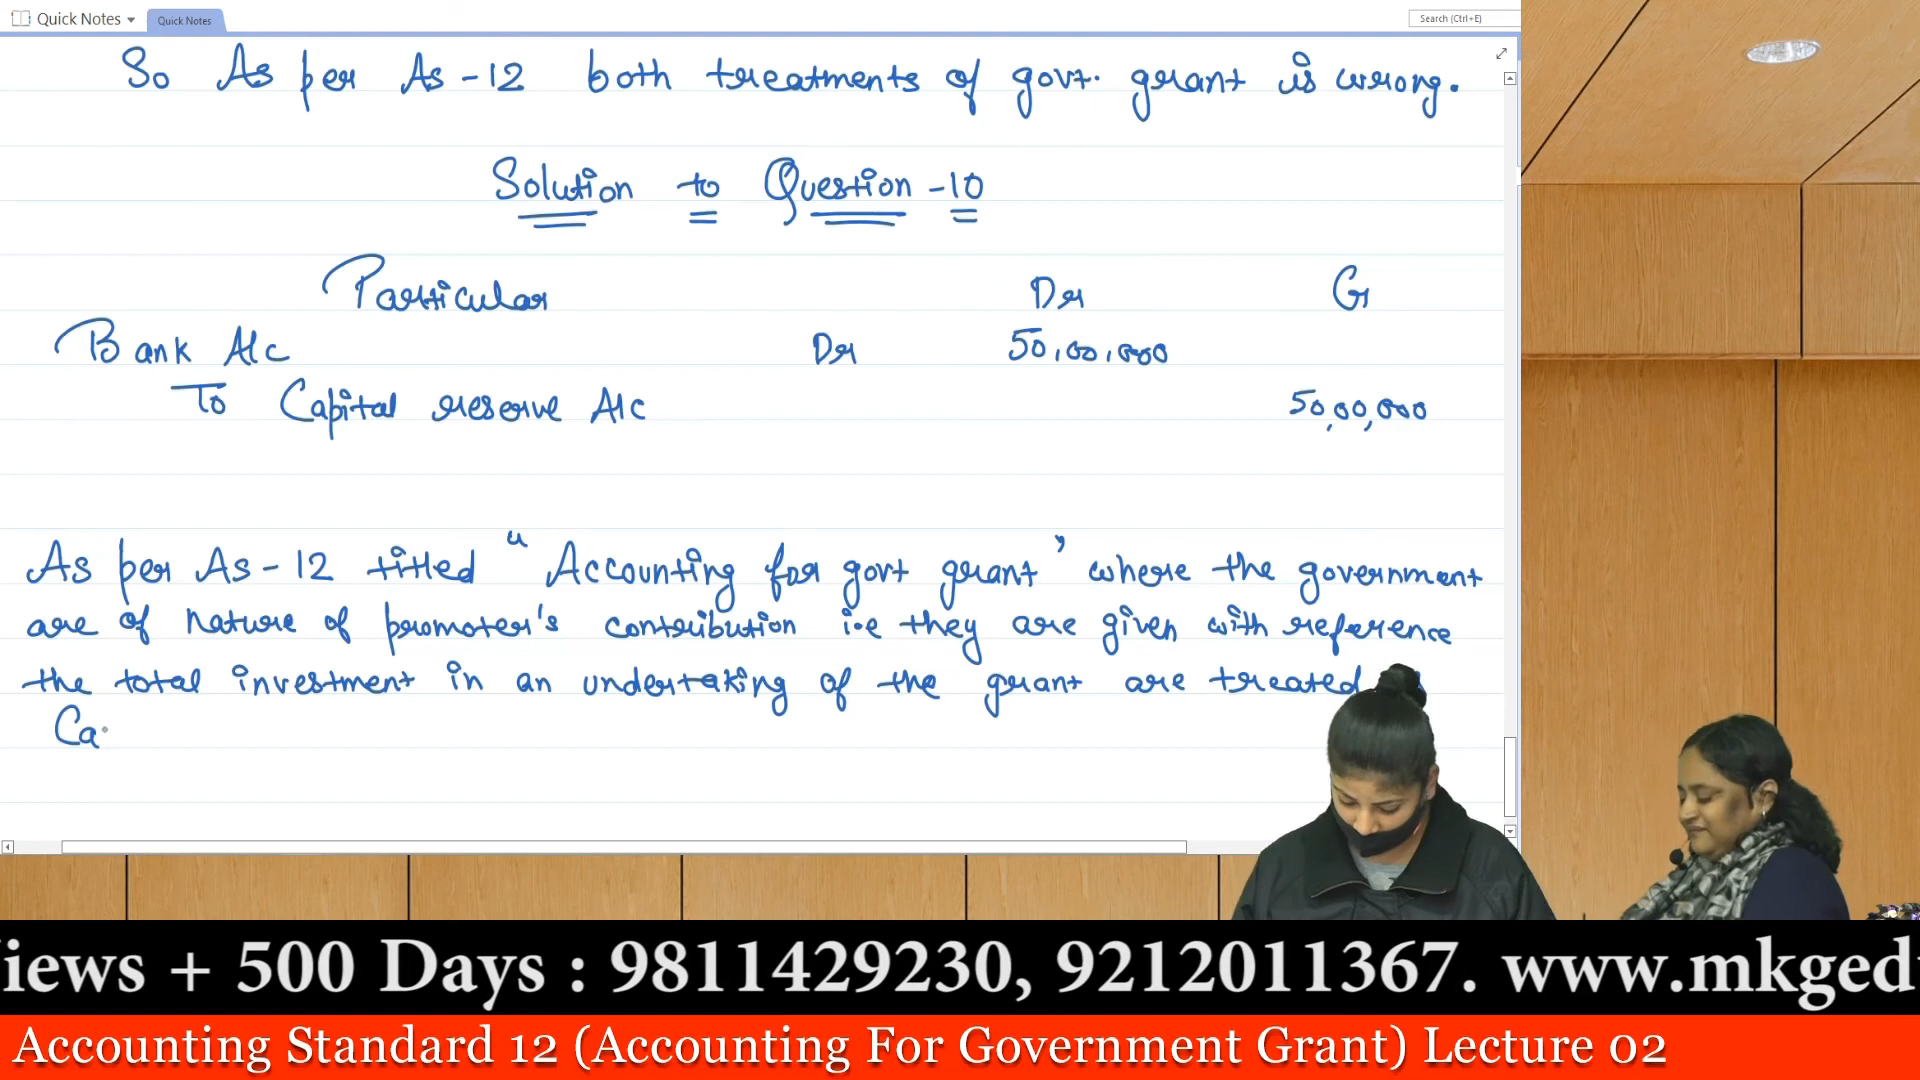 Quick Notes
Quick Notes
Search (Ctrl+E)
So As per As-12 both treatments of govt. grant is wrong.
Solution to Question-10
Particular Dr Cr
Bank A/c Dr 50,00,000
To Capital reserve A/c 50,00,000
As per As-12 titled "Accounting for govt grant" where the government
are of nature of promoter's contribution i.e they are given with reference
the total investment in an undertaking of the grant are treated
Ca
iews + 500 Days : 9811429230, 9212011367. www.mkged
Accounting Standard 12 (Accounting For Government Grant) Lecture 02